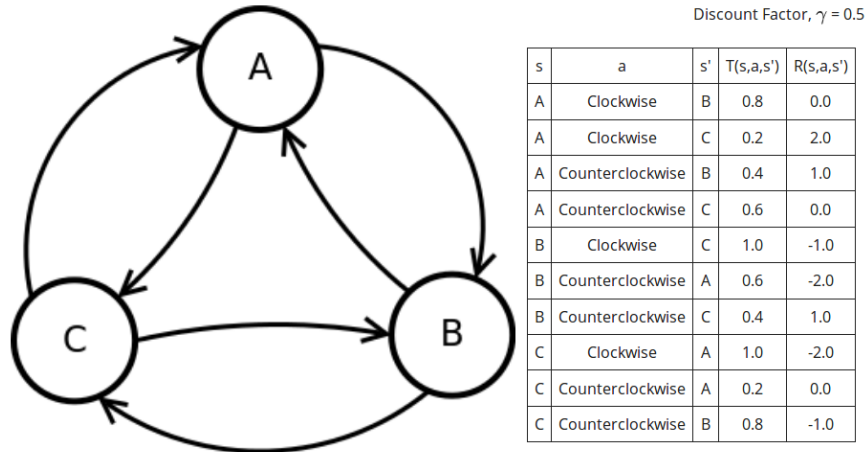 Discount Factor, γ = 0.5
A
C
B
s a s' T(s,a,s') R(s,a,s')
A Clockwise B 0.8 0.0
A Clockwise C 0.2 2.0
A Counterclockwise B 0.4 1.0
A Counterclockwise C 0.6 0.0
B Clockwise C 1.0 -1.0
B Counterclockwise A 0.6 -2.0
B Counterclockwise C 0.4 1.0
C Clockwise A 1.0 -2.0
C Counterclockwise A 0.2 0.0
C Counterclockwise B 0.8 -1.0